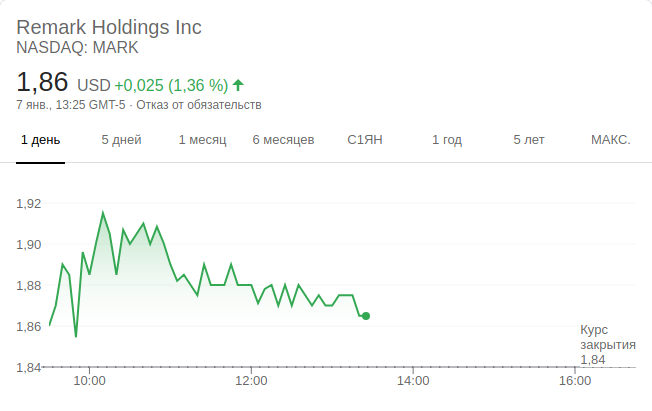 Remark Holdings Inc
NASDAQ: MARK
1,86 USD +0,025 (1,36 %)
7 янв., 13:25 GMT-5 · Отказ от обязательств
1 день 5 дней 1 месяц 6 месяцев С1ЯН 1 год 5 лет МАКС.
1,92
1,90
1,88
1,86
Курс
закрытия
1,84
1,84
10:00 12:00 14:00 16:00